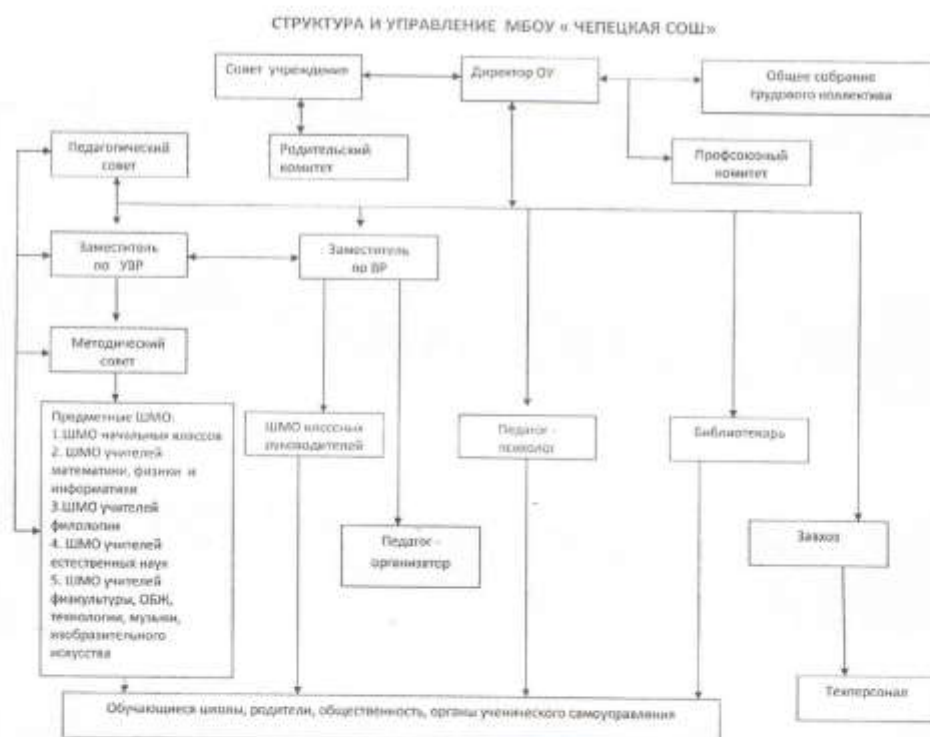 СТРУКТУРА И УПРАВЛЕНИЕ МБОУ « ЧЕПЕЦКАЯ СОШ»
Совет учреждения
Директор ОУ
Общее собрание
трудового коллектива
Педагогический
совет
Родительский
комитет
Профсоюзный
комитет
Заместитель
по УВР
Заместитель
по ВР
Методический
совет
Предметные ШМО:
1.ШМО начальных классов
2. ШМО учителей
математики, физики и
информатики
3.ШМО учителей
филологии
4. ШМО учителей
естественных наук
5. ШМО учителей
физкультуры, ОБЖ,
технологии, музыки,
изобразительного
искусства
ШМО классных
руководителей
Педагог -
психолог
Библиотекарь
Педагог -
организатор
Завхоз
Техперсонал
Обучающиеся школы, родители, общественность, органы ученического самоуправления